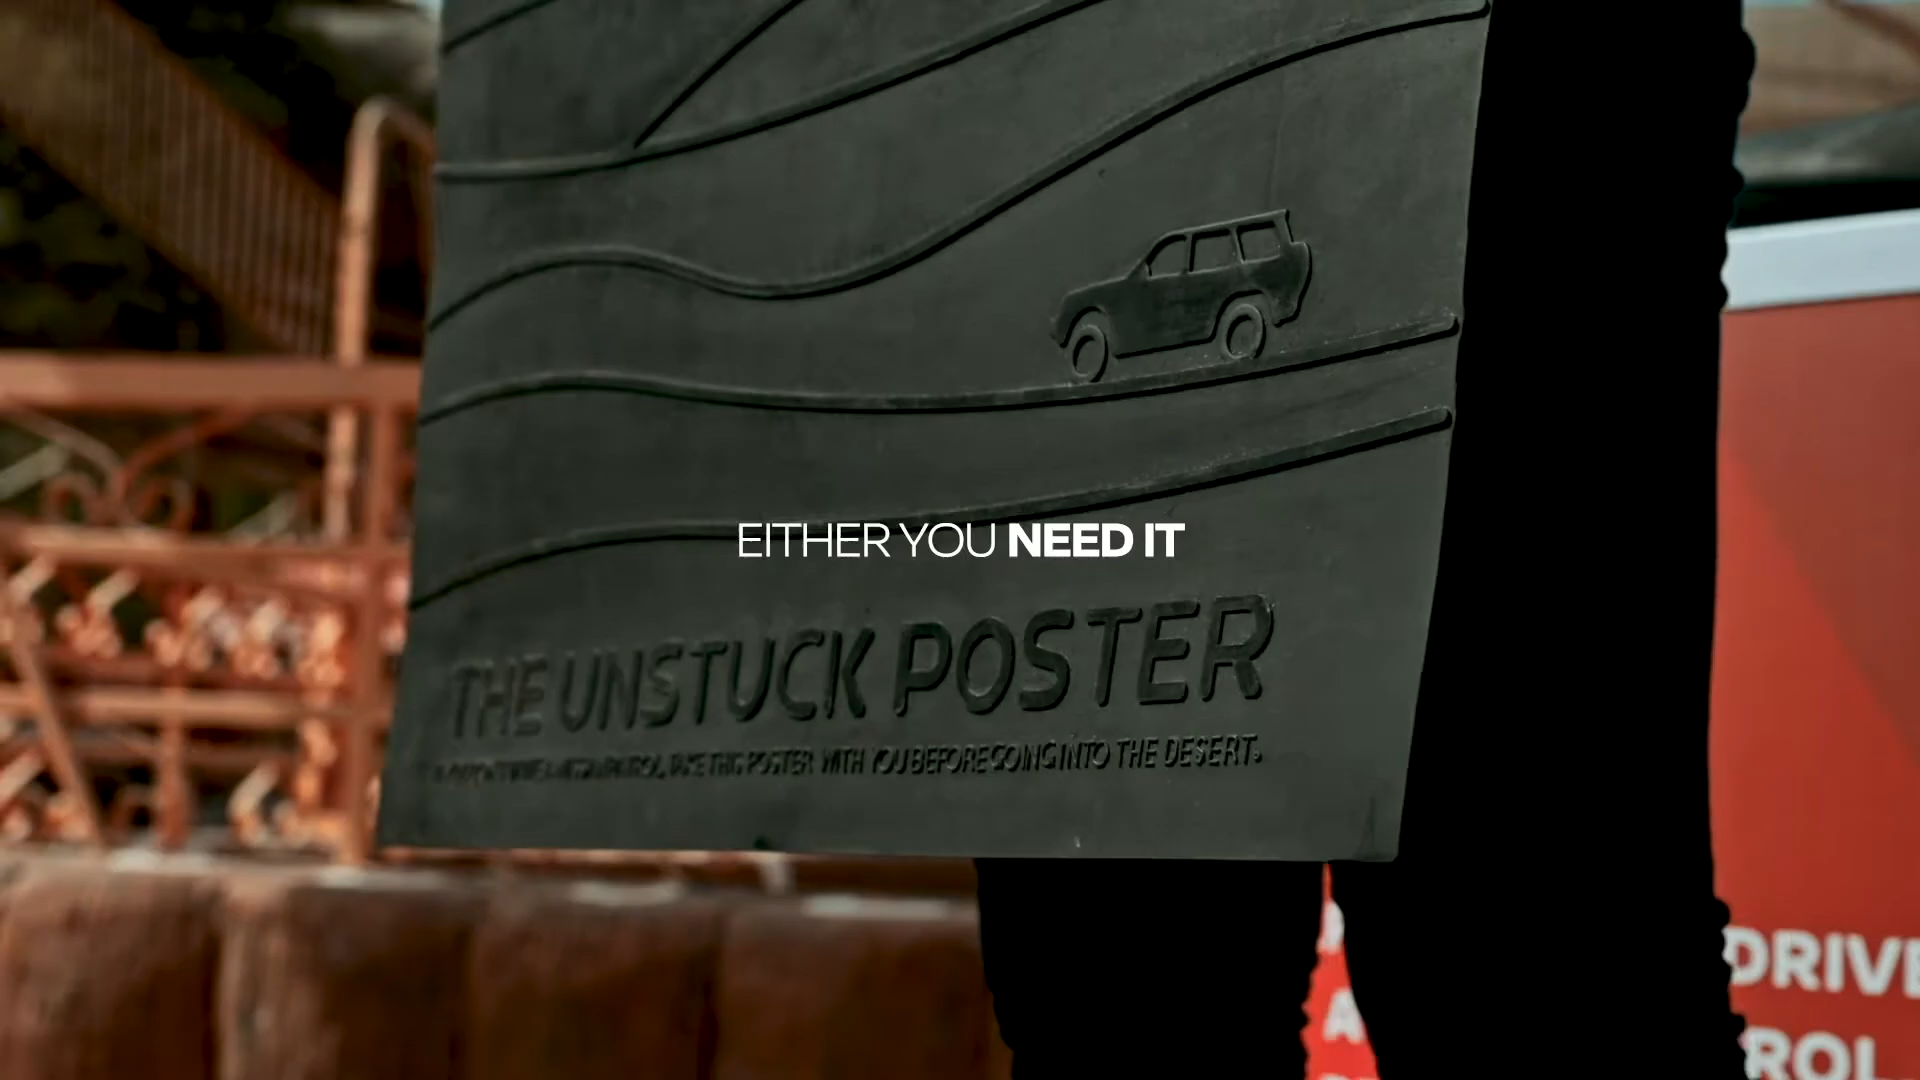 EITHER YOU NEED IT
THE UNSTUCK POSTER
TAKE THIS POSTER WITH YOU BEFORE GOING INTO THE DESERT.
DRIVE
ROL